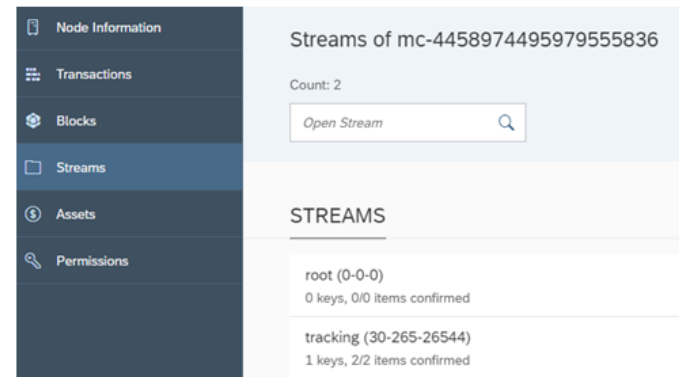 Node Information
Transactions
Blocks
Streams
Assets
Permissions
Streams of mc-4458974495979555836
Count: 2
Open Stream
STREAMS
root (0-0-0)
0 keys, 0/0 items confirmed
tracking (30-265-26544)
1 keys, 2/2 items confirmed